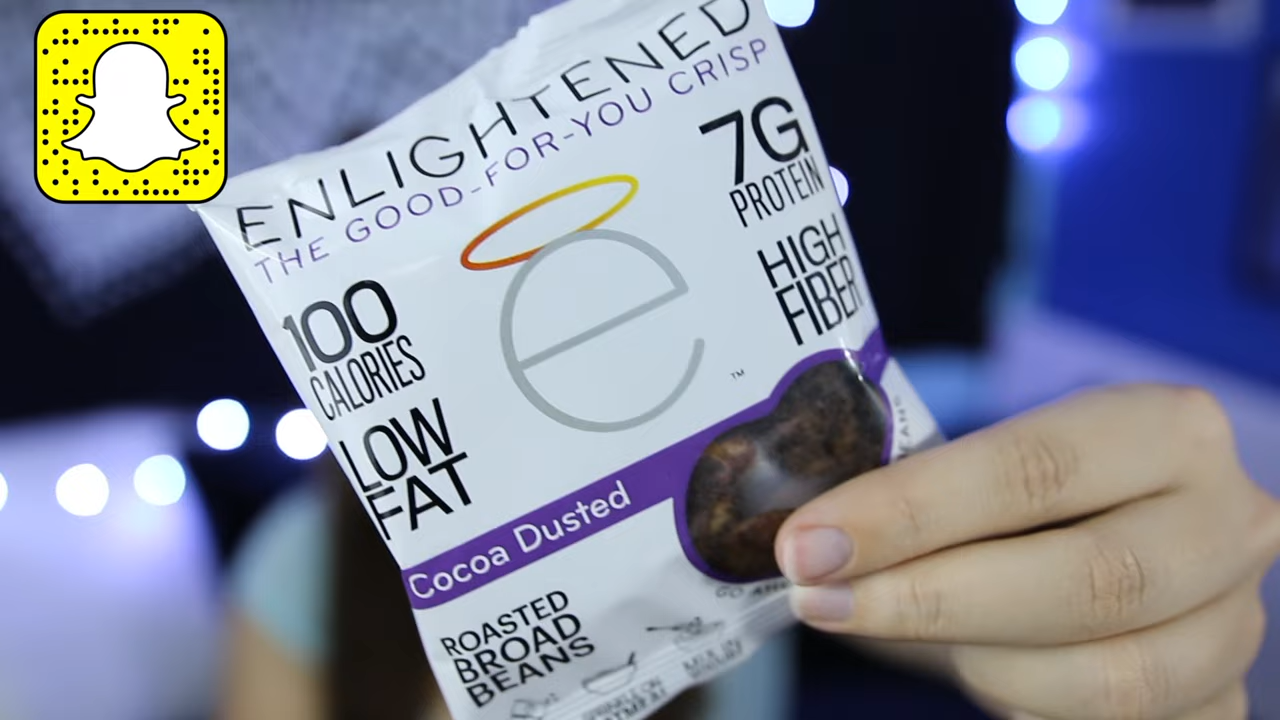 ENLIGHTENED
THE GOOD-FOR-YOU CRISP
7G
PROTEIN
HIGH
FIBER
100
CALORIES
LOW
FAT
e
™
Cocoa Dusted
ROASTED
BROAD
BEANS